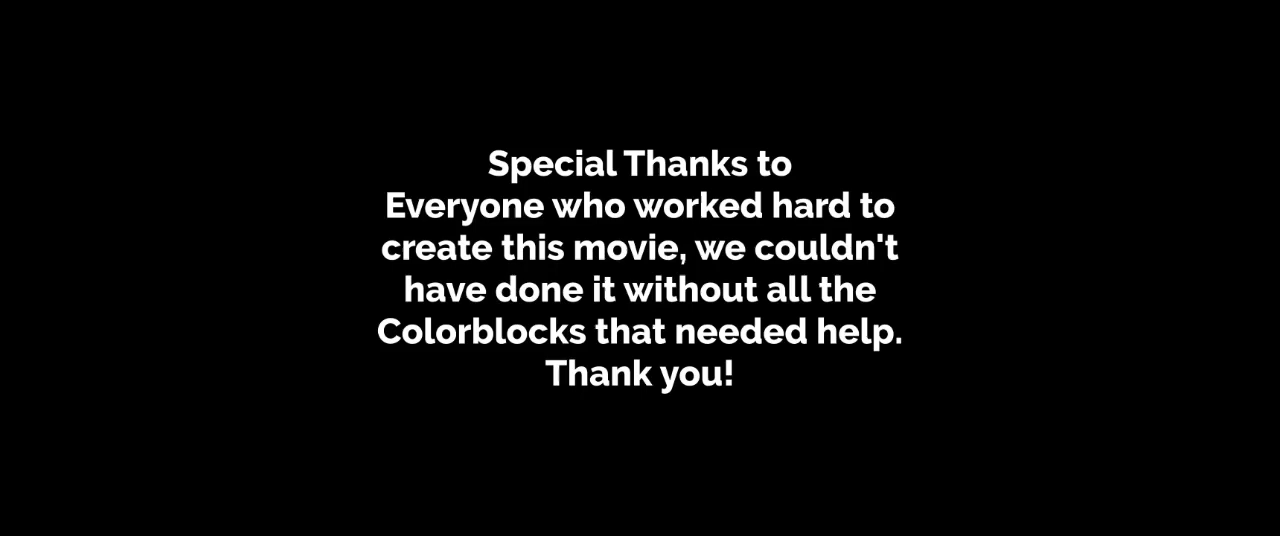 Special Thanks to
Everyone who worked hard to
create this movie, we couldn't
have done it without all the
Colorblocks that needed help.
Thank you!